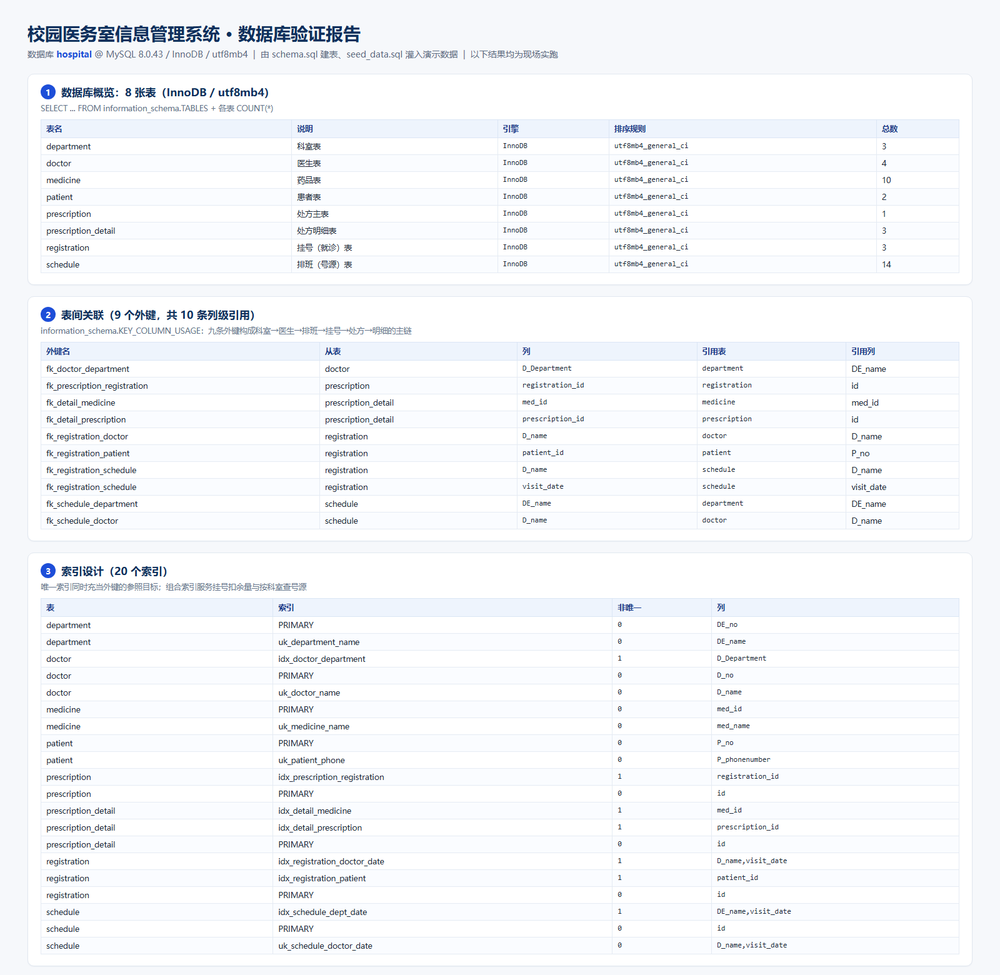 校园医务室信息管理系统 • 数据库验证报告
数据库 hospital @ MySQL 8.0.43 / InnoDB / utf8mb4 | 由 schema.sql 建表、seed_data.sql 灌入演示数据 | 以下结果均为现场实跑
1 数据库概览：8 张表（InnoDB / utf8mb4）
SELECT ... FROM information_schema.TABLES + 各表 COUNT(*)
表名 说明 引擎 排序规则 总数
department 科室表 InnoDB utf8mb4_general_ci 3
doctor 医生表 InnoDB utf8mb4_general_ci 4
medicine 药品表 InnoDB utf8mb4_general_ci 10
patient 患者表 InnoDB utf8mb4_general_ci 2
prescription 处方主表 InnoDB utf8mb4_general_ci 1
prescription_detail 处方明细表 InnoDB utf8mb4_general_ci 3
registration 挂号（就诊）表 InnoDB utf8mb4_general_ci 3
schedule 排班（号源）表 InnoDB utf8mb4_general_ci 14
2 表间关联（9 个外键，共 10 条列级引用）
information_schema.KEY_COLUMN_USAGE：九条外键构成科室→医生→排班→挂号→处方→明细的主链
外键名 从表 列 引用表 引用列
fk_doctor_department doctor D_Department department DE_name
fk_prescription_registration prescription registration_id registration id
fk_detail_medicine prescription_detail med_id medicine med_id
fk_detail_prescription prescription_detail prescription_id prescription id
fk_registration_doctor registration D_name doctor D_name
fk_registration_patient registration patient_id patient P_no
fk_registration_schedule registration D_name schedule D_name
fk_registration_schedule registration visit_date schedule visit_date
fk_schedule_department schedule DE_name department DE_name
fk_schedule_doctor schedule D_name doctor D_name
3 索引设计（20 个索引）
唯一索引同时充当外键的参照目标；组合索引服务挂号扣余量与按科室查号源
表 索引 非唯一 列
department PRIMARY 0 DE_no
department uk_department_name 0 DE_name
doctor idx_doctor_department 1 D_Department
doctor PRIMARY 0 D_no
doctor uk_doctor_name 0 D_name
medicine PRIMARY 0 med_id
medicine uk_medicine_name 0 med_name
patient PRIMARY 0 P_no
patient uk_patient_phone 0 P_phonenumber
prescription idx_prescription_registration 1 registration_id
prescription PRIMARY 0 id
prescription_detail idx_detail_medicine 1 med_id
prescription_detail idx_detail_prescription 1 prescription_id
prescription_detail PRIMARY 0 id
registration idx_registration_doctor_date 1 D_name,visit_date
registration idx_registration_patient 1 patient_id
registration PRIMARY 0 id
schedule idx_schedule_dept_date 1 DE_name,visit_date
schedule PRIMARY 0 id
schedule uk_schedule_doctor_date 0 D_name,visit_date